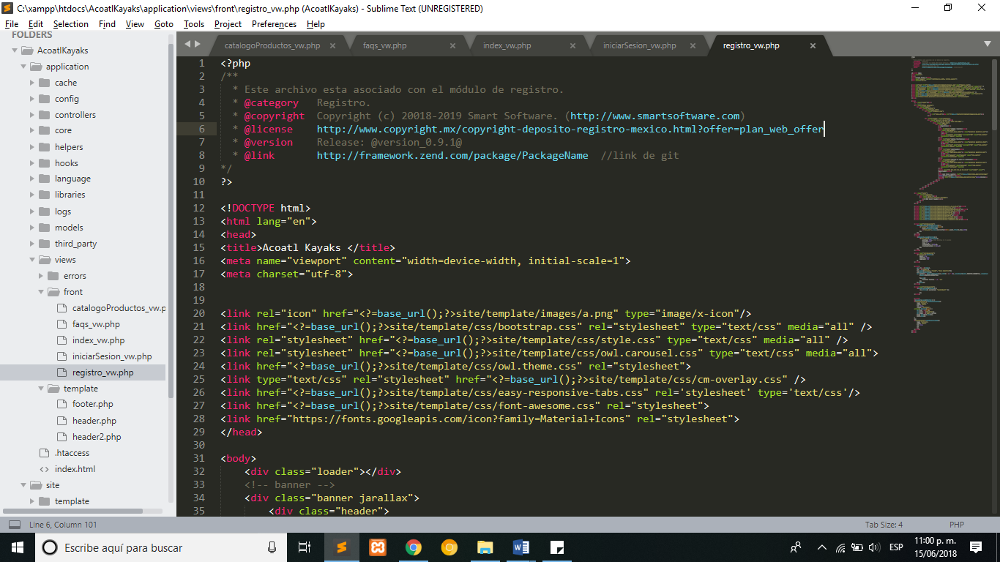 C:\xampp\htdocs\AcoatlKayaks\application\views\front\registro_vw.php (AcoatlKayaks) - Sublime Text (UNREGISTERED)
File Edit Selection Find View Goto Tools Project Preferences Help
FOLDERS
AcoatlKayaks
application
cache
config
controllers
core
helpers
hooks
language
libraries
logs
models
third_party
views
errors
front
catalogoProductos_vw.p
faqs_vw.php
index_vw.php
iniciarSesion_vw.php
registro_vw.php
template
footer.php
header.php
header2.php
.htaccess
index.html
site
template
catalogoProductos_vw.php × faqs_vw.php × index_vw.php × iniciarSesion_vw.php × registro_vw.php ×
1 <?php
2 /**
3 * Este archivo esta asociado con el módulo de registro.
4 * @category Registro.
5 * @copyright Copyright (c) 20018-2019 Smart Software. (http://www.smartsoftware.com)
6 * @license http://www.copyright.mx/copyright-deposito-registro-mexico.html?offer=plan_web_offer
7 * @version Release: @version_0.9.1@
8 * @link http://framework.zend.com/package/PackageName //link de git
9 */
10 ?>
11
12 <!DOCTYPE html>
13 <html lang="en">
14 <head>
15 <title>Acoatl Kayaks </title>
16 <meta name="viewport" content="width=device-width, initial-scale=1">
17 <meta charset="utf-8">
18
19
20 <link rel="icon" href="<?=base_url();?>site/template/images/a.png" type="image/x-icon"/>
21 <link href="<?=base_url();?>site/template/css/bootstrap.css" rel="stylesheet" type="text/css" media="all" />
22 <link rel="stylesheet" href="<?=base_url();?>site/template/css/style.css" type="text/css" media="all" />
23 <link rel="stylesheet" href="<?=base_url();?>site/template/css/owl.carousel.css" type="text/css" media="all">
24 <link href="<?=base_url();?>site/template/css/owl.theme.css" rel="stylesheet">
25 <link type="text/css" rel="stylesheet" href="<?=base_url();?>site/template/css/cm-overlay.css" />
26 <link href="<?=base_url();?>site/template/css/easy-responsive-tabs.css" rel='stylesheet' type='text/css'/>
27 <link href="<?=base_url();?>site/template/css/font-awesome.css" rel="stylesheet">
28 <link href="https://fonts.googleapis.com/icon?family=Material+Icons" rel="stylesheet">
29 </head>
30
31 <body>
32 <div class="loader"></div>
33 <!-- banner -->
34 <div class="banner jarallax">
35 <div class="header">
Line 6, Column 101 Tab Size: 4 PHP
Escribe aquí para buscar
ESP
11:00 p. m.
15/06/2018